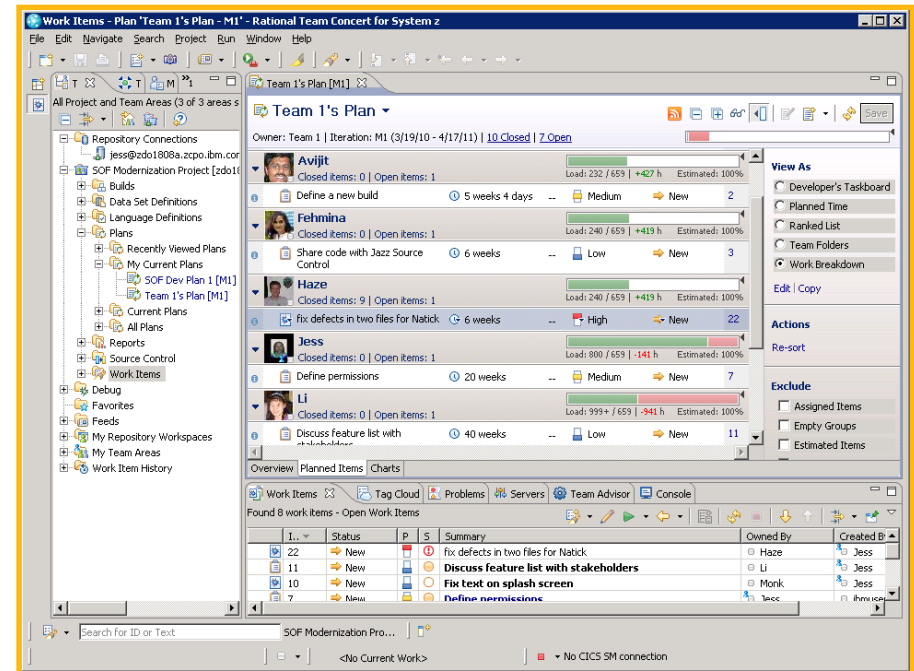 Work Items - Plan 'Team 1's Plan - M1' - Rational Team Concert for System z
File Edit Navigate Search Project Run Window Help
T T M »1
Team 1's Plan [M1]
All Project and Team Areas (3 of 3 areas s
Repository Connections
jess@zdo1808a.zcpo.ibm.cor
SOF Modernization Project [zdo18
Builds
Data Set Definitions
Language Definitions
Plans
Recently Viewed Plans
My Current Plans
SOF Dev Plan 1 [M1]
Team 1's Plan [M1]
Current Plans
All Plans
Reports
Source Control
Work Items
Debug
Favorites
Feeds
My Repository Workspaces
My Team Areas
Work Item History
Team 1's Plan
Save
Owner: Team 1 | Iteration: M1 (3/19/10 - 4/17/11) | 10 Closed | 7 Open
Avijit
Closed items: 0 | Open items: 1
Load: 232 / 659 | +427 h Estimated: 100%
Define a new build 5 weeks 4 days -- Medium New 2
Fehmina
Closed items: 0 | Open items: 1
Load: 240 / 659 | +419 h Estimated: 100%
Share code with Jazz Source Control 6 weeks -- Low New 3
Haze
Closed items: 9 | Open items: 1
Load: 240 / 659 | +419 h Estimated: 100%
fix defects in two files for Natick 6 weeks -- High New 22
Jess
Closed items: 0 | Open items: 1
Load: 800 / 659 | -141 h Estimated: 100%
Define permissions 20 weeks -- Medium New 7
Li
Closed items: 0 | Open items: 1
Load: 999+ / 659 | -941 h Estimated: 100%
Discuss feature list with 40 weeks -- Low New 11
View As
Developer's Taskboard
Planned Time
Ranked List
Team Folders
Work Breakdown
Edit | Copy
Actions
Re-sort
Exclude
Assigned Items
Empty Groups
Estimated Items
Overview Planned Items Charts
Work Items Tag Cloud Problems Servers Team Advisor Console
Found 8 work items - Open Work Items
I.. Status P S Summary Owned By Created B
22 New fix defects in two files for Natick Haze Jess
11 New Discuss feature list with stakeholders Li Jess
10 New Fix text on splash screen Monk Jess
7 New Define permissions Jess ibmuser
Search for ID or Text
SOF Modernization Pro...
<No Current Work>
No CICS SM connection